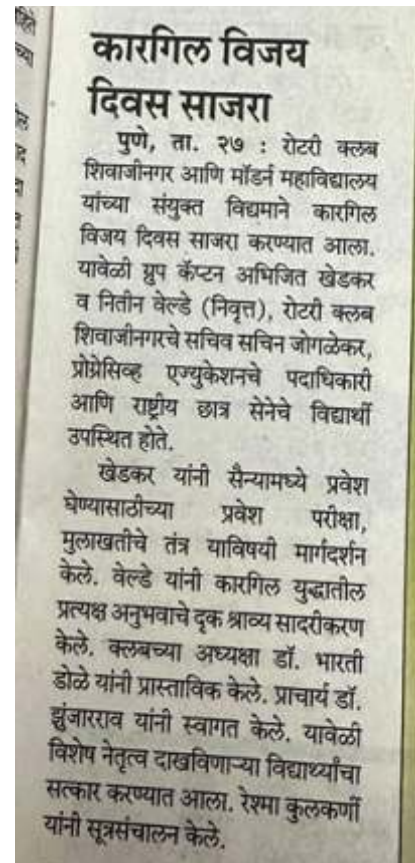 कारगिल विजय
दिवस साजरा
पुणे, ता. २७ : रोटरी क्लब
शिवाजीनगर आणि मॉडर्न महाविद्यालय
यांच्या संयुक्त विद्यमाने कारगिल
विजय दिवस साजरा करण्यात आला.
यावेळी ग्रुप कॅप्टन अभिजित खेडकर
व नितीन वेल्डे (निवृत्त), रोटरी क्लब
शिवाजीनगरचे सचिव सचिन जोगळेकर,
प्रोग्रेसिव्ह एज्युकेशनचे पदाधिकारी
आणि राष्ट्रीय छात्र सेनेचे विद्यार्थी
उपस्थित होते.
खेडकर यांनी सैन्यामध्ये प्रवेश
घेण्यासाठीच्या प्रवेश परीक्षा,
मुलाखतीचे तंत्र याविषयी मार्गदर्शन
केले. वेल्डे यांनी कारगिल युद्धातील
प्रत्यक्ष अनुभवाचे दृक श्राव्य सादरीकरण
केले. क्लबच्या अध्यक्षा डॉ. भारती
डोळे यांनी प्रास्ताविक केले. प्राचार्य डॉ.
झुंजारराव यांनी स्वागत केले. यावेळी
विशेष नेतृत्व दाखविणाऱ्या विद्यार्थ्यांचा
सत्कार करण्यात आला. रेश्मा कुलकर्णी
यांनी सूत्रसंचालन केले.